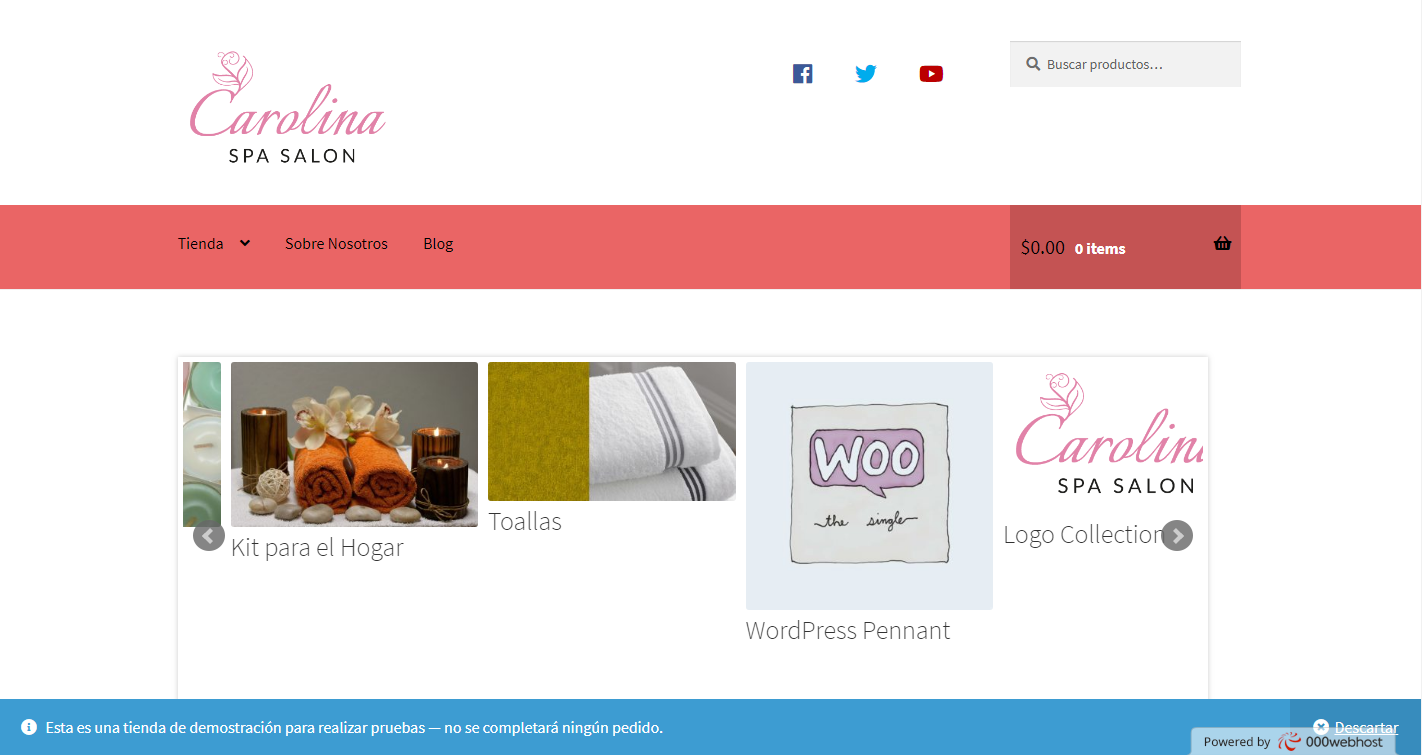 Carolina
SPA SALON
Buscar productos…
Tienda
Sobre Nosotros
Blog
$0.00 0 items
Kit para el Hogar
Toallas
WOO
the single
WordPress Pennant
Carolina
SPA SALON
Logo Collection
Esta es una tienda de demostración para realizar pruebas — no se completará ningún pedido.
Descartar
Powered by 000webhost